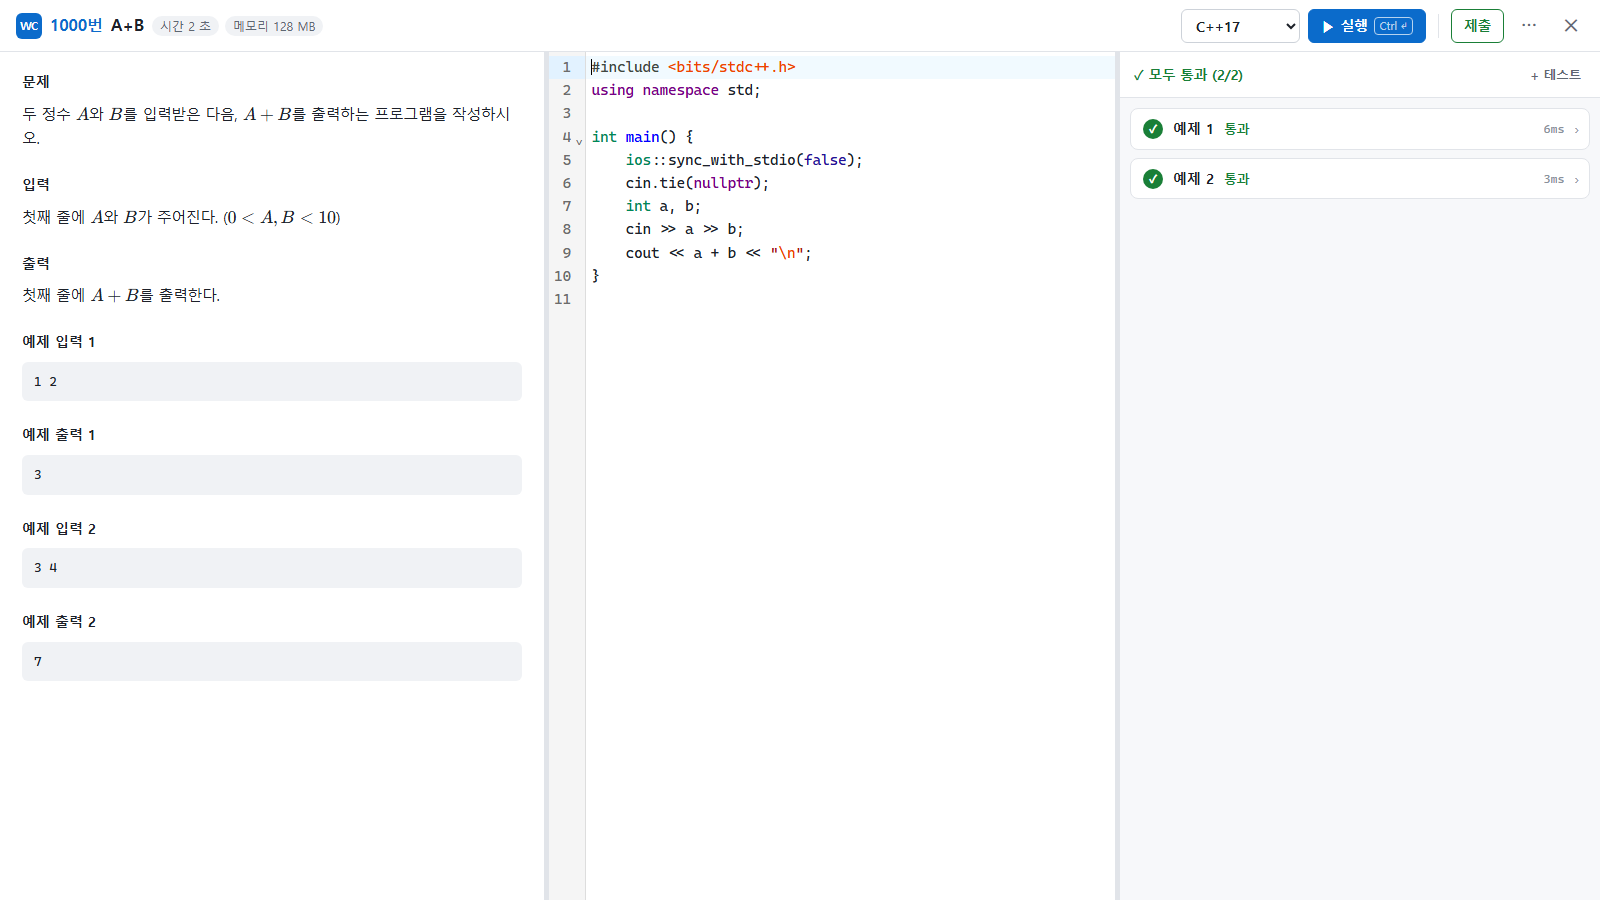 WC 1000번 A+B 시간 2 초 메모리 128 MB C++17 실행 Ctrl ↵ 제출 ···
문제
두 정수 A와 B를 입력받은 다음, A + B를 출력하는 프로그램을 작성하시
오.
입력
첫째 줄에 A와 B가 주어진다. (0 < A, B < 10)
출력
첫째 줄에 A + B를 출력한다.
예제 입력 1
1 2
예제 출력 1
3
예제 입력 2
3 4
예제 출력 2
7
1 #include <bits/stdc++.h>
2 using namespace std;
3
4 int main() {
5     ios::sync_with_stdio(false);
6     cin.tie(nullptr);
7     int a, b;
8     cin >> a >> b;
9     cout << a + b << "\n";
10 }
11
✓ 모두 통과 (2/2) + 테스트
예제 1 통과 6ms ›
예제 2 통과 3ms ›